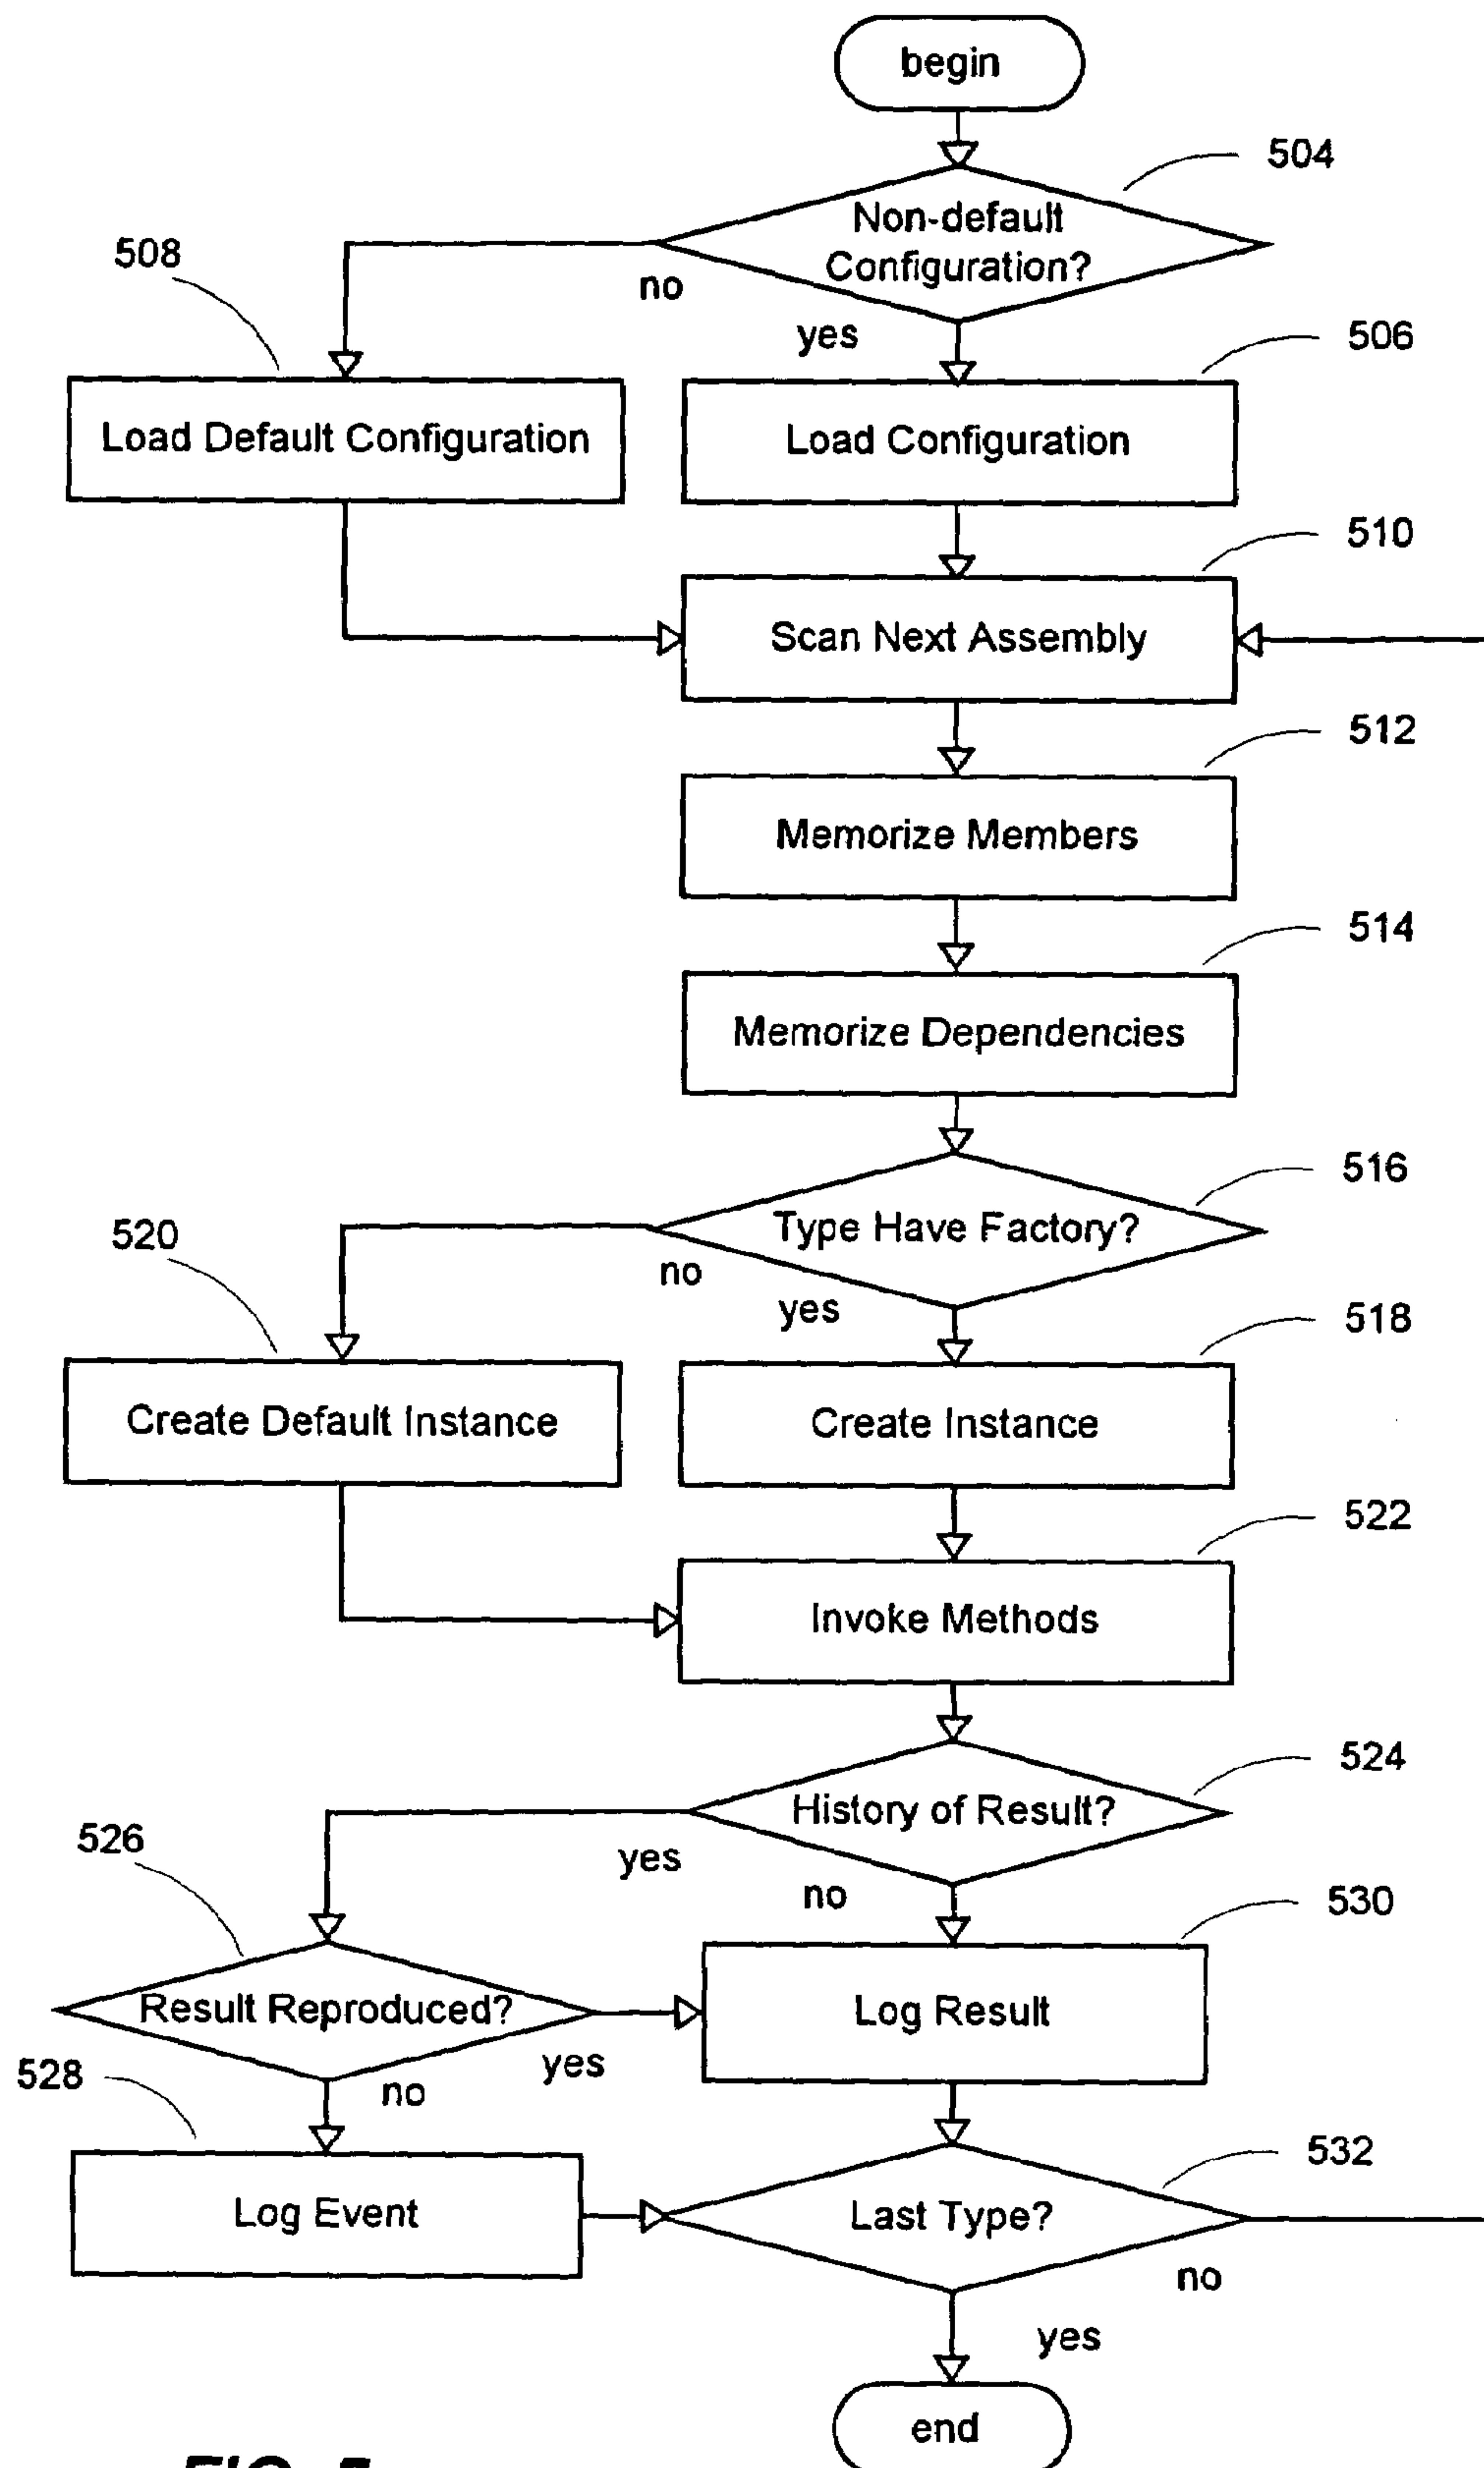 begin
504
Non-default
Configuration?
508
no
yes
506
Load Default Configuration
Load Configuration
510
Scan Next Assembly
512
Memorize Members
514
Memorize Dependencies
516
Type Have Factory?
520
no
yes
518
Create Default Instance
Create Instance
522
Invoke Methods
524
History of Result?
526
yes
no
530
Result Reproduced?
Log Result
528
yes
no
532
Log Event
Last Type?
no
yes
end